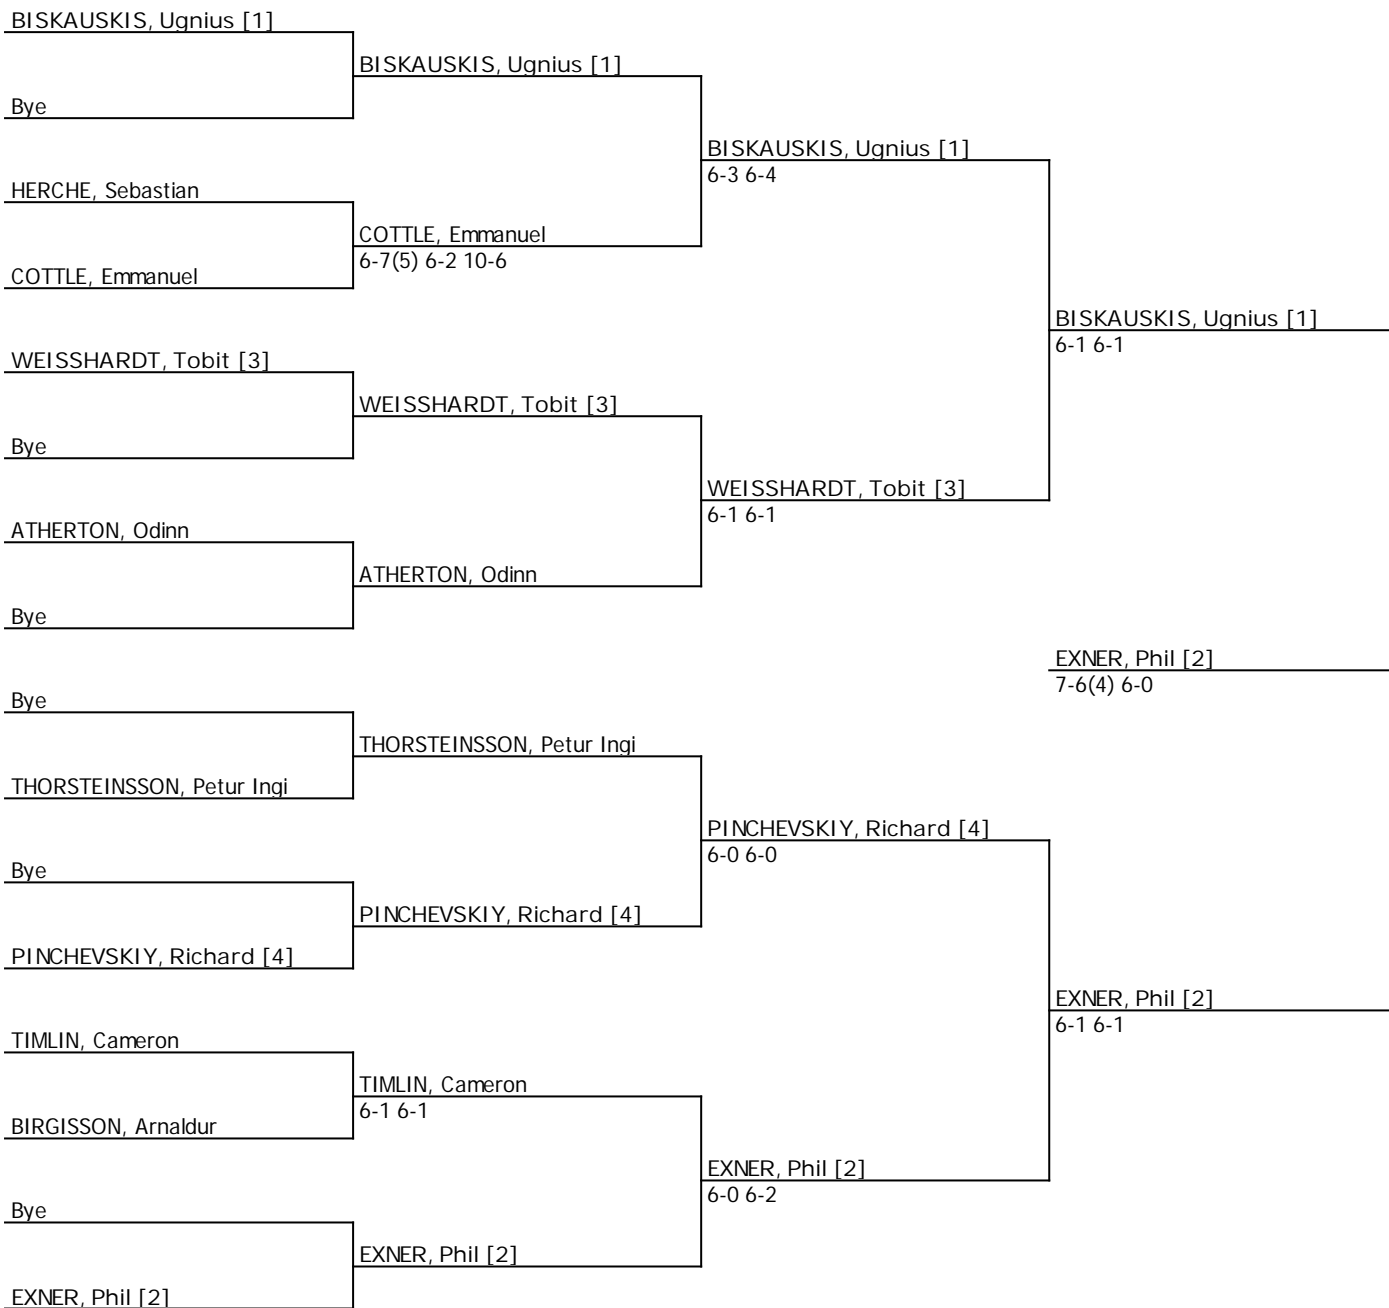 BISKAUSKIS, Ugnius [1]
Bye
HERCHE, Sebastian
COTTLE, Emmanuel
WEISSHARDT, Tobit [3]
Bye
ATHERTON, Odinn
Bye
Bye
THORSTEINSSON, Petur Ingi
Bye
PINCHEVSKIY, Richard [4]
TIMLIN, Cameron
BIRGISSON, Arnaldur
Bye
EXNER, Phil [2]
BISKAUSKIS, Ugnius [1]
COTTLE, Emmanuel
6-7(5) 6-2 10-6
WEISSHARDT, Tobit [3]
ATHERTON, Odinn
THORSTEINSSON, Petur Ingi
PINCHEVSKIY, Richard [4]
TIMLIN, Cameron
6-1 6-1
EXNER, Phil [2]
BISKAUSKIS, Ugnius [1]
6-3 6-4
WEISSHARDT, Tobit [3]
6-1 6-1
PINCHEVSKIY, Richard [4]
6-0 6-0
EXNER, Phil [2]
6-0 6-2
BISKAUSKIS, Ugnius [1]
6-1 6-1
EXNER, Phil [2]
7-6(4) 6-0
EXNER, Phil [2]
6-1 6-1